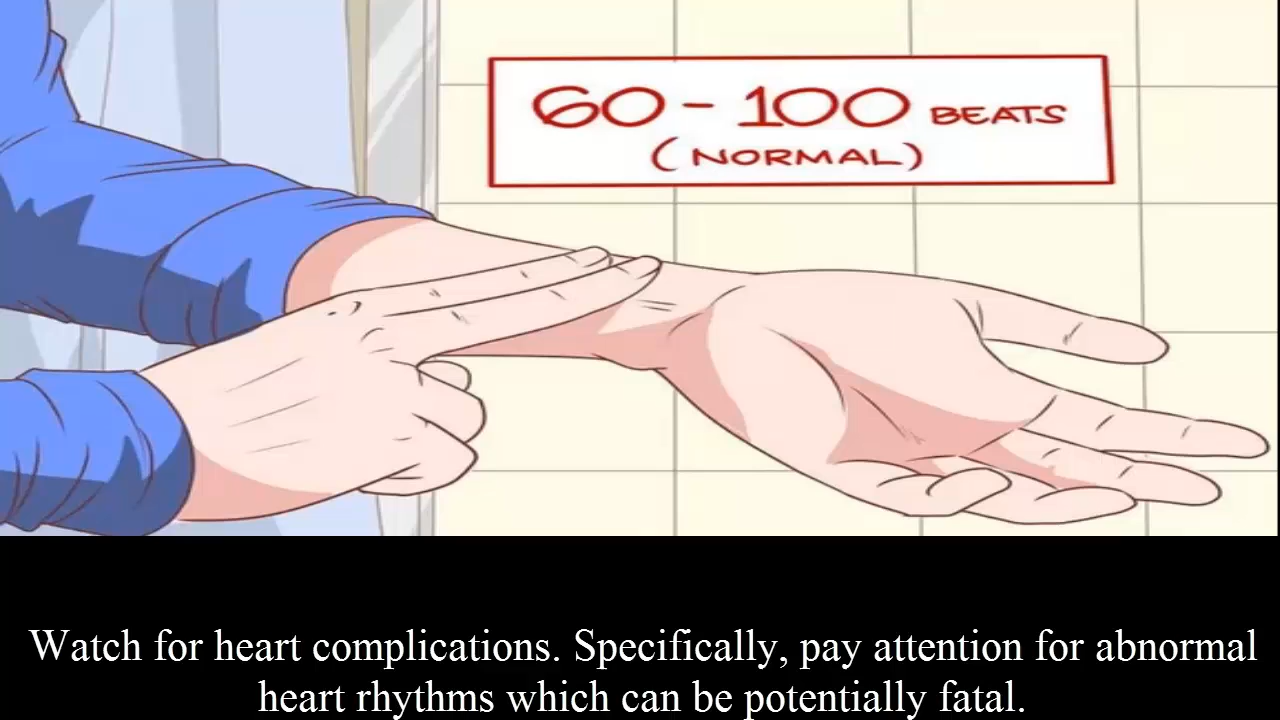 60 - 100 BEATS
(NORMAL)
Watch for heart complications. Specifically, pay attention for abnormal
heart rhythms which can be potentially fatal.